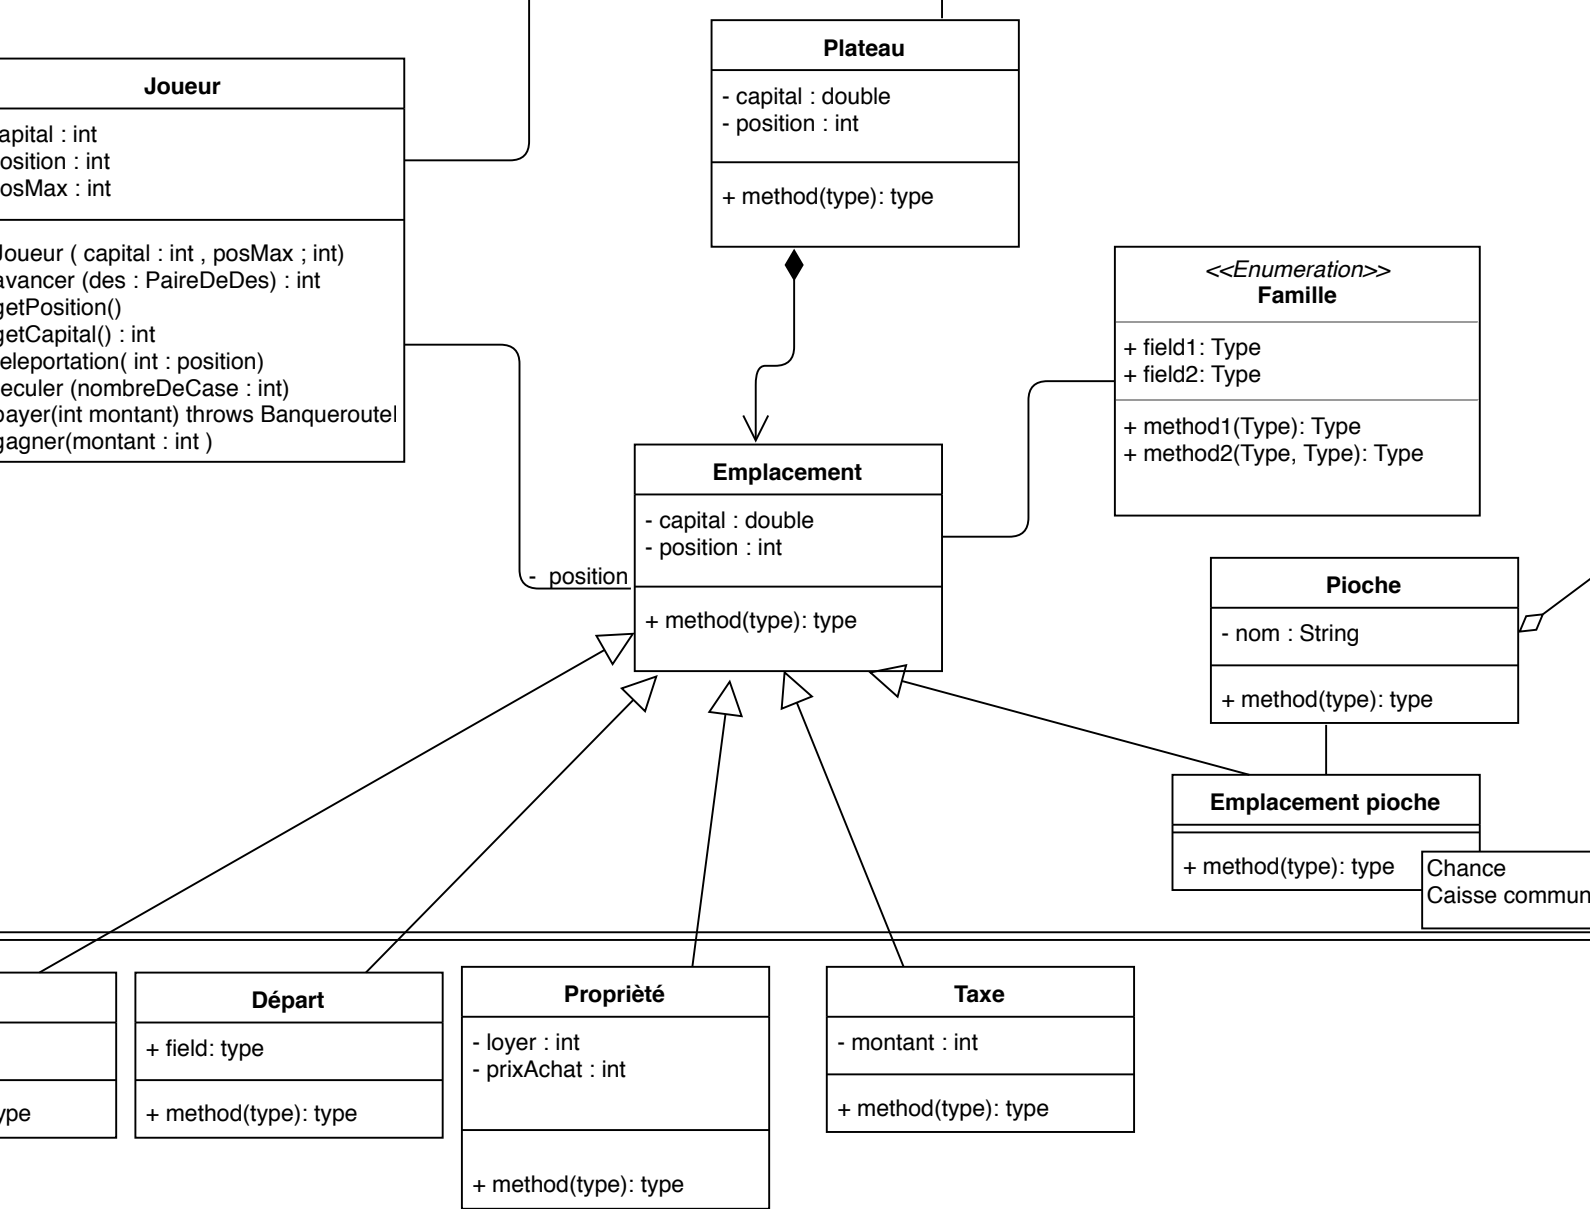 Plateau
- capital : double
- position : int
+ method(type): type
Joueur
apital : int
osition : int
osMax : int
Joueur ( capital : int , posMax ; int)
avancer (des : PaireDeDes) : int
getPosition()
getCapital() : int
eleportation( int : position)
eculer (nombreDeCase : int)
payer(int montant) throws Banqueroute
gagner(montant : int )
<<Enumeration>>
Famille
+ field1: Type
+ field2: Type
+ method1(Type): Type
+ method2(Type, Type): Type
Emplacement
- capital : double
- position : int
+ method(type): type
- position
Pioche
- nom : String
+ method(type): type
Emplacement pioche
+ method(type): type
Chance
Caisse commun
ype
Départ
+ field: type
+ method(type): type
Propriètè
- loyer : int
- prixAchat : int
+ method(type): type
Taxe
- montant : int
+ method(type): type